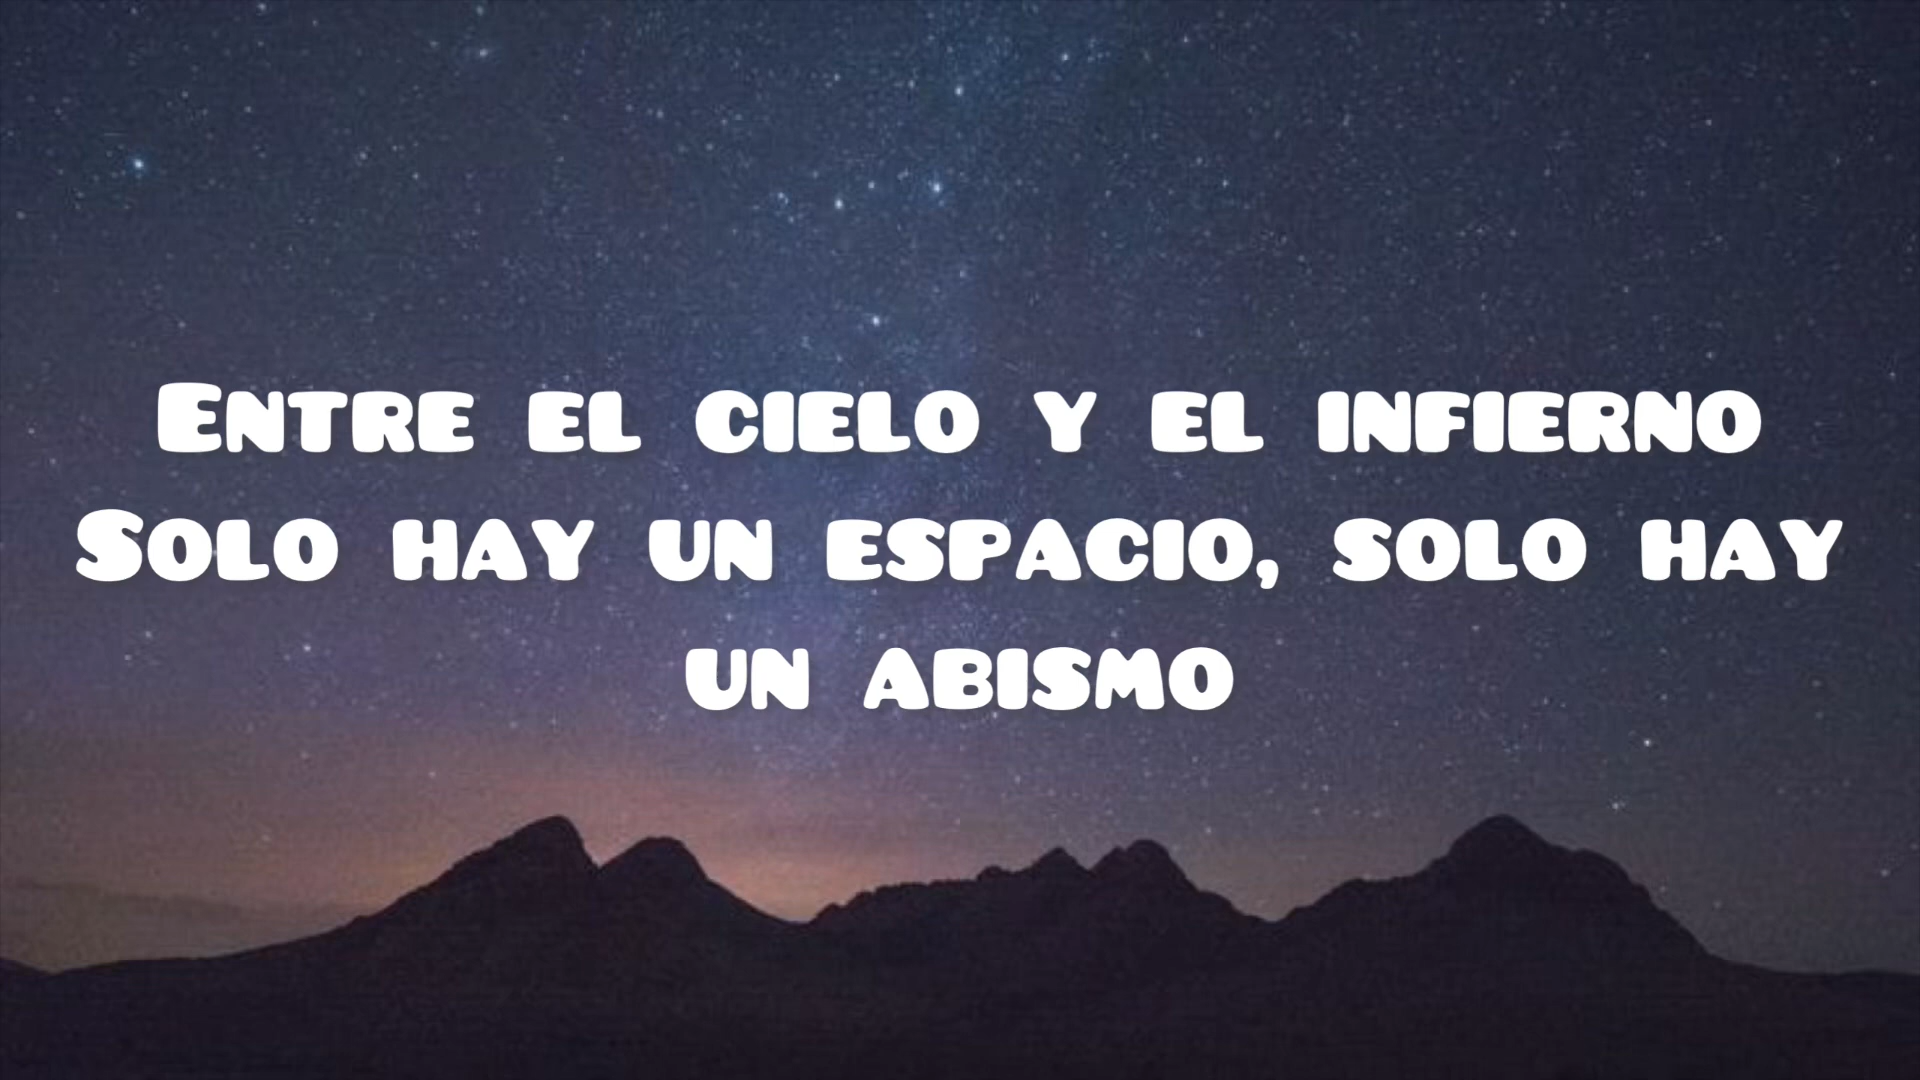 Entre el cielo y el infierno
Solo hay un espacio, solo hay
un abismo